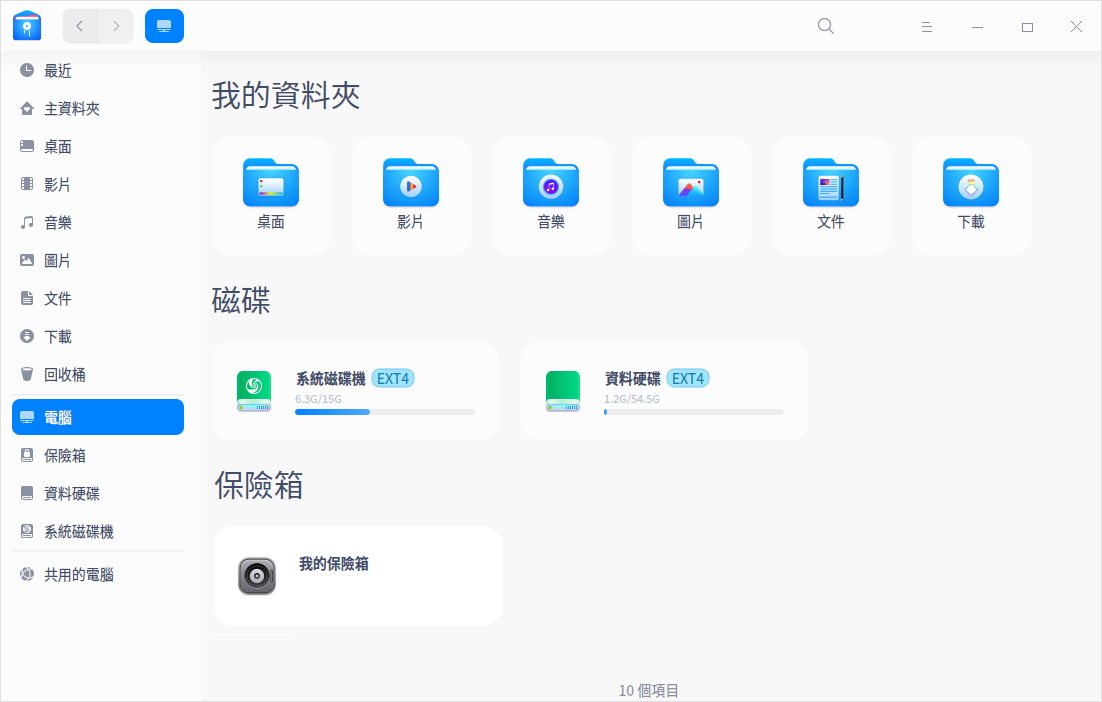 最近
主資料夾
桌面
影片
音樂
圖片
文件
下載
回收桶
電腦
保險箱
資料硬碟
系統磁碟機
共用的電腦
我的資料夾
桌面
影片
音樂
圖片
文件
下載
磁碟
系統磁碟機 EXT4
6.3G/15G
資料硬碟 EXT4
1.2G/54.5G
保險箱
我的保險箱
10 個項目